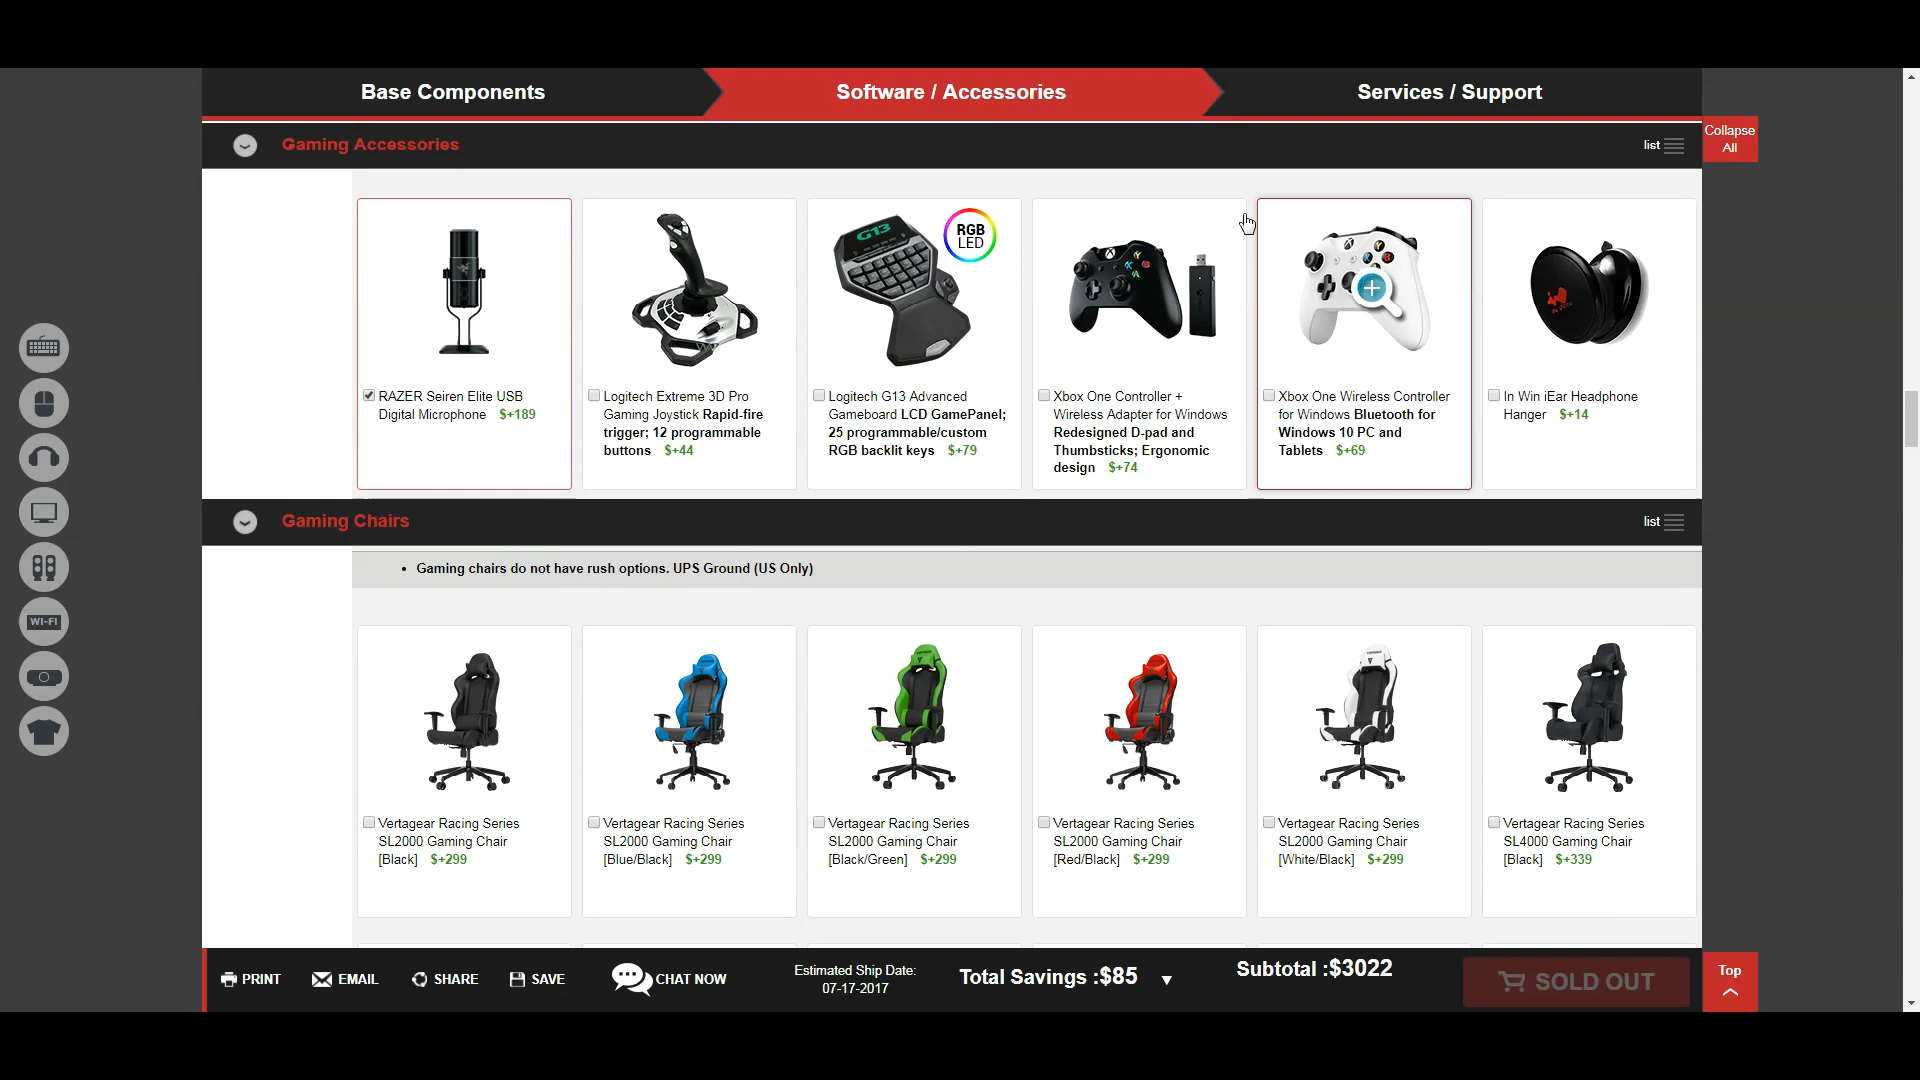 Base Components
Software / Accessories
Services / Support
Gaming Accessories
list
Collapse
All
G13
RGB
LED
RAZER Seiren Elite USB
Digital Microphone $+189
Logitech Extreme 3D Pro
Gaming Joystick Rapid-fire
trigger; 12 programmable
buttons $+44
Logitech G13 Advanced
Gameboard LCD GamePanel;
25 programmable/custom
RGB backlit keys $+79
Xbox One Controller +
Wireless Adapter for Windows
Redesigned D-pad and
Thumbsticks; Ergonomic
design $+74
Xbox One Wireless Controller
for Windows Bluetooth for
Windows 10 PC and
Tablets $+69
In Win iEar Headphone
Hanger $+14
WI-FI
Gaming Chairs
list
• Gaming chairs do not have rush options. UPS Ground (US Only)
Vertagear Racing Series
SL2000 Gaming Chair
[Black] $+299
Vertagear Racing Series
SL2000 Gaming Chair
[Blue/Black] $+299
Vertagear Racing Series
SL2000 Gaming Chair
[Black/Green] $+299
Vertagear Racing Series
SL2000 Gaming Chair
[Red/Black] $+299
Vertagear Racing Series
SL2000 Gaming Chair
[White/Black] $+299
Vertagear Racing Series
SL4000 Gaming Chair
[Black] $+339
PRINT
EMAIL
SHARE
SAVE
CHAT NOW
Estimated Ship Date:
07-17-2017
Total Savings :$85
Subtotal :$3022
SOLD OUT
Top